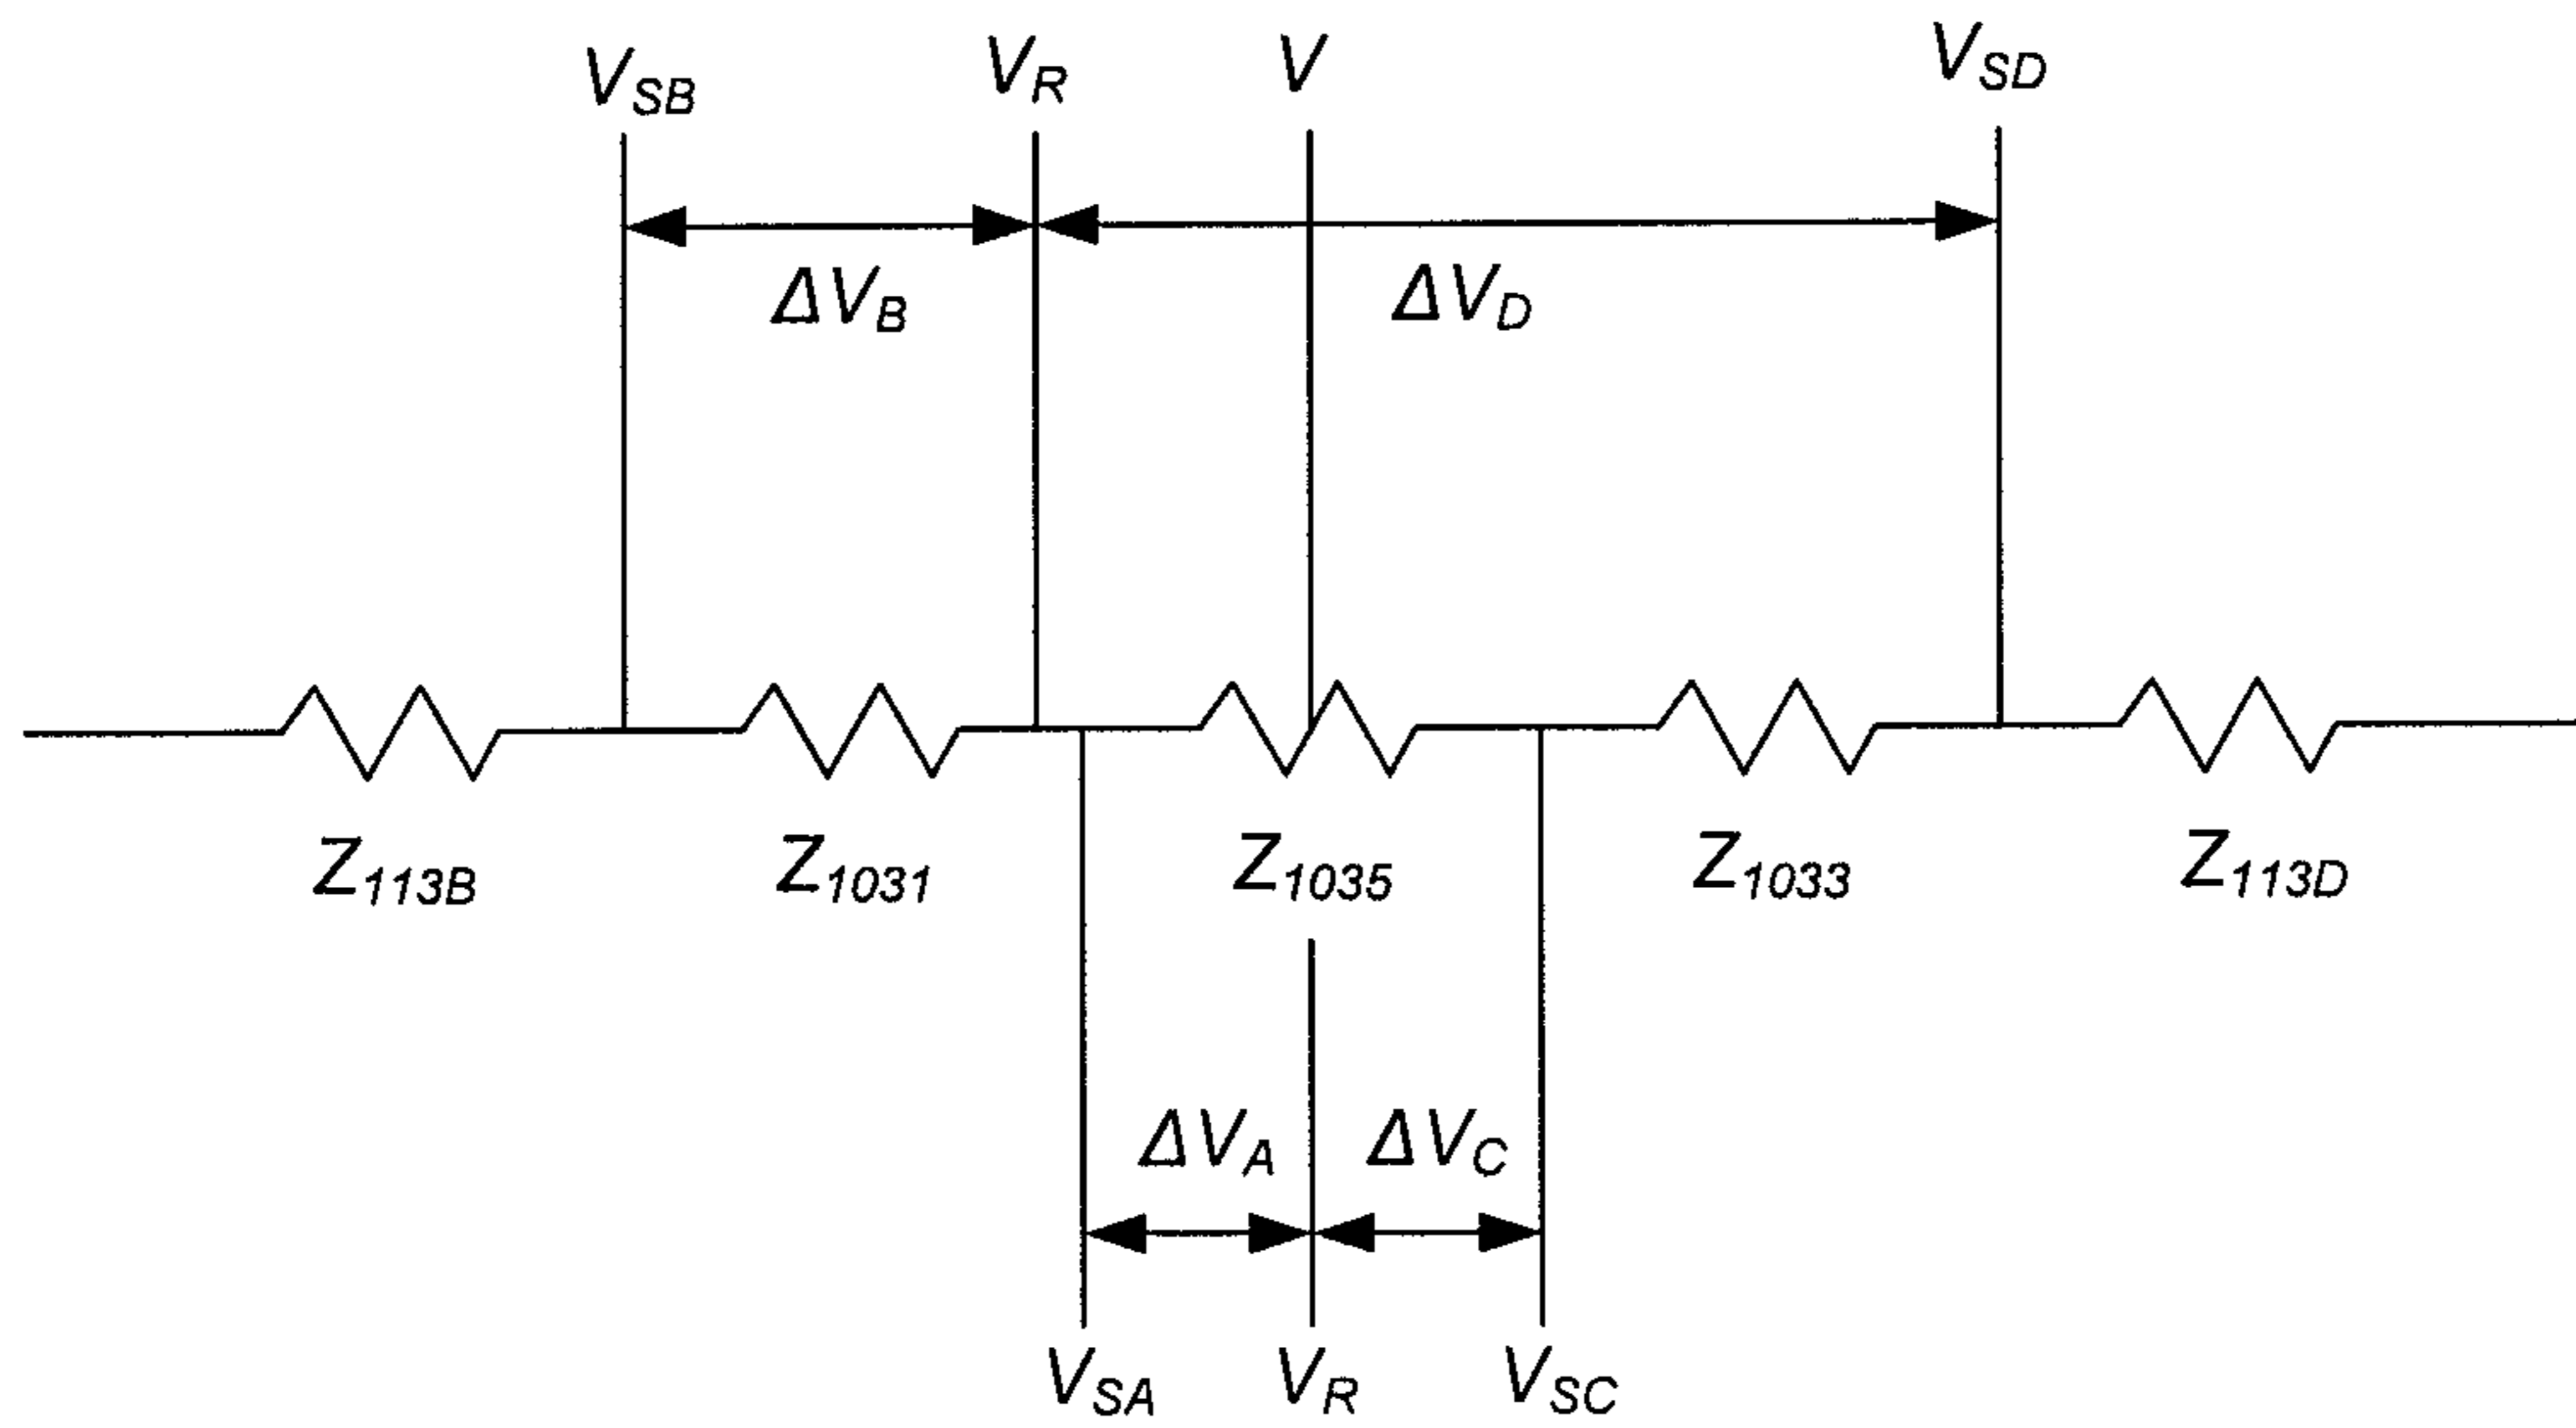 V_SB V_R V V_SD
ΔV_B ΔV_D
Z_113B Z_1031 Z_1035 Z_1033 Z_113D
ΔV_A ΔV_C
V_SA V_R V_SC